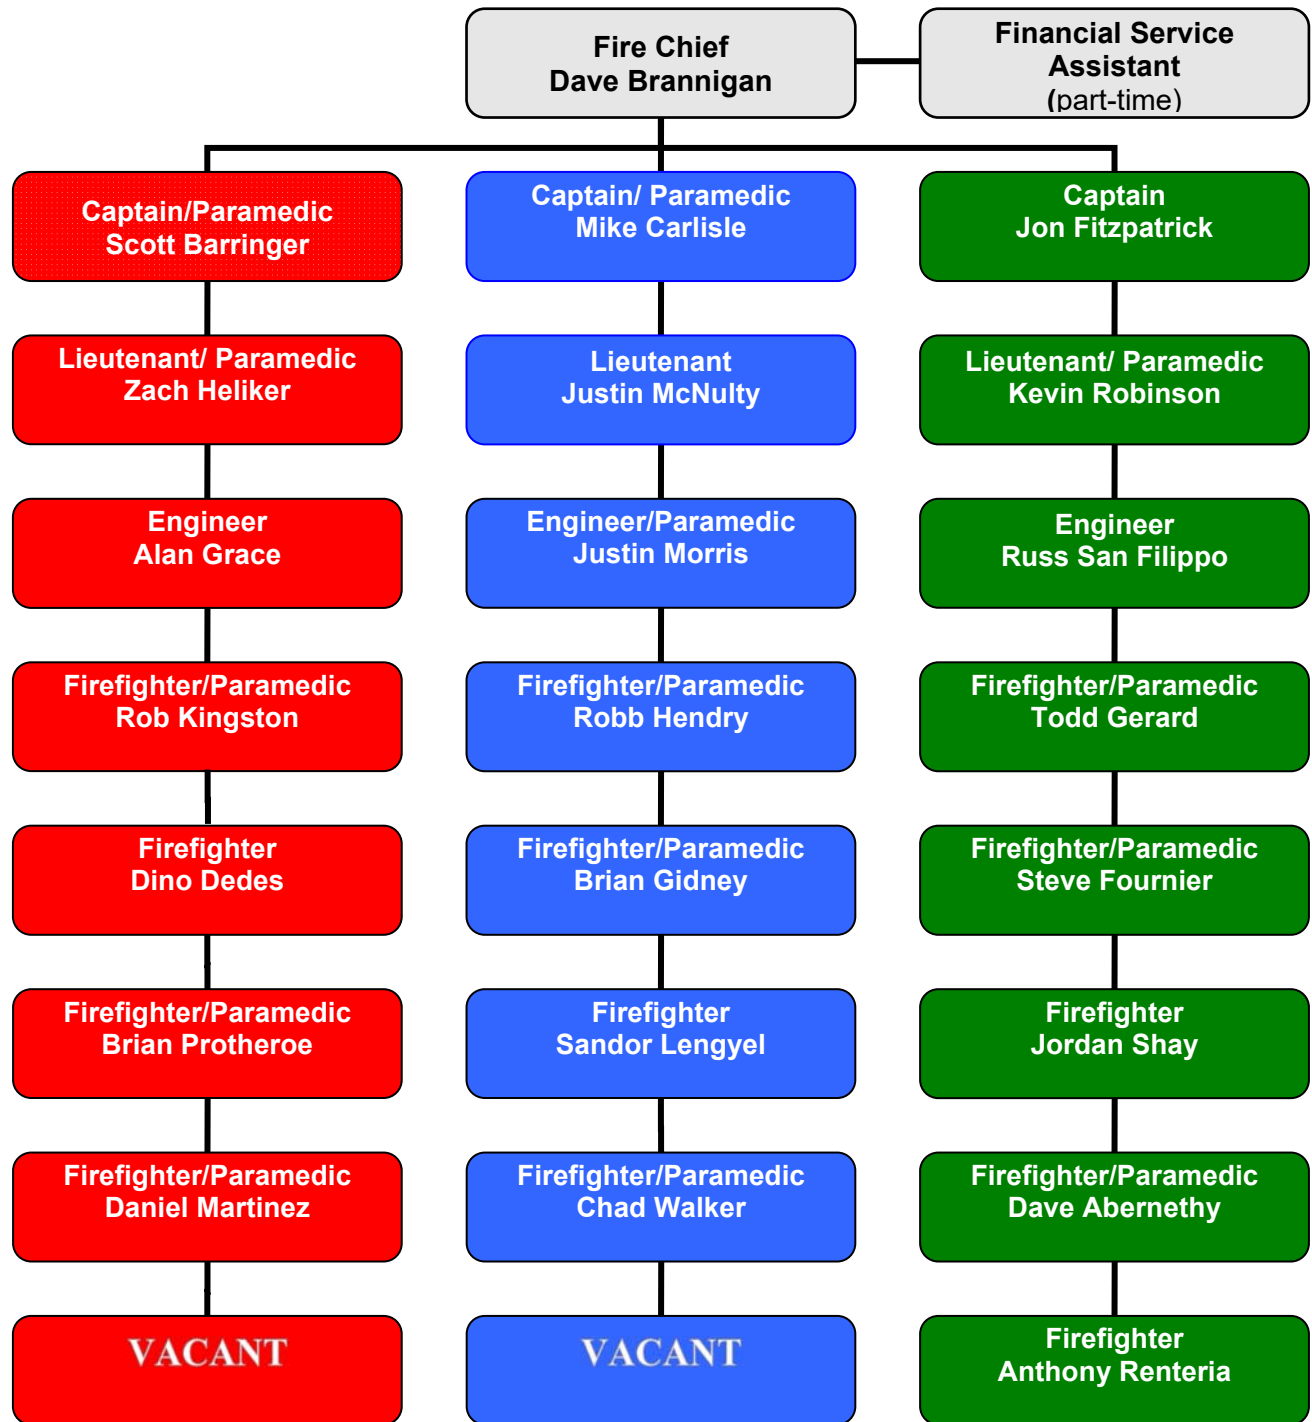 Fire Chief
Dave Brannigan
Financial Service
Assistant
(part-time)
Captain/Paramedic
Scott Barringer
Captain/ Paramedic
Mike Carlisle
Captain
Jon Fitzpatrick
Lieutenant/ Paramedic
Zach Heliker
Lieutenant
Justin McNulty
Lieutenant/ Paramedic
Kevin Robinson
Engineer
Alan Grace
Engineer/Paramedic
Justin Morris
Engineer
Russ San Filippo
Firefighter/Paramedic
Rob Kingston
Firefighter/Paramedic
Robb Hendry
Firefighter/Paramedic
Todd Gerard
Firefighter
Dino Dedes
Firefighter/Paramedic
Brian Gidney
Firefighter/Paramedic
Steve Fournier
Firefighter/Paramedic
Brian Protheroe
Firefighter
Sandor Lengyel
Firefighter
Jordan Shay
Firefighter/Paramedic
Daniel Martinez
Firefighter/Paramedic
Chad Walker
Firefighter/Paramedic
Dave Abernethy
VACANT
VACANT
Firefighter
Anthony Renteria